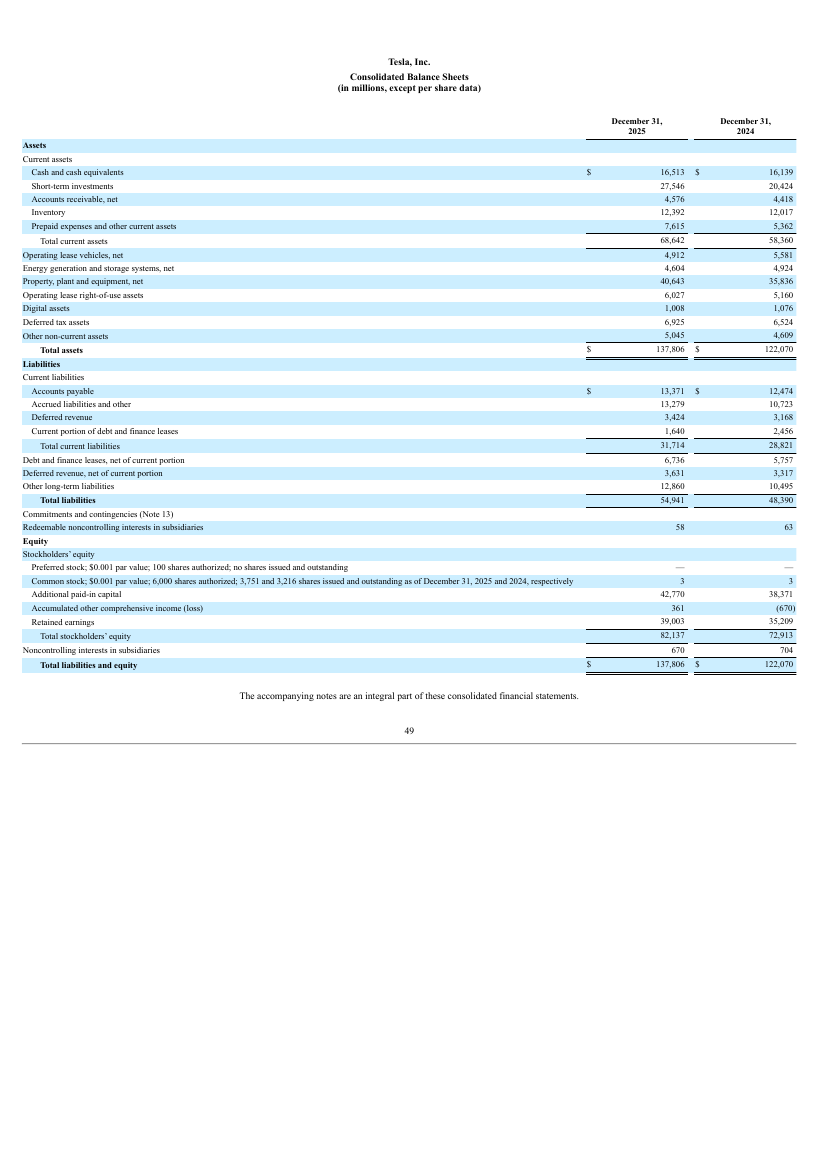 Tesla, Inc.
Consolidated Balance Sheets
(in millions, except per share data)
December 31, 2025 December 31, 2024
Assets
Current assets
Cash and cash equivalents $ 16,513 $ 16,139
Short-term investments 27,546 20,424
Accounts receivable, net 4,576 4,418
Inventory 12,392 12,017
Prepaid expenses and other current assets 7,615 5,362
Total current assets 68,642 58,360
Operating lease vehicles, net 4,912 5,581
Energy generation and storage systems, net 4,604 4,924
Property, plant and equipment, net 40,643 35,836
Operating lease right-of-use assets 6,027 5,160
Digital assets 1,008 1,076
Deferred tax assets 6,925 6,524
Other non-current assets 5,045 4,609
Total assets $ 137,806 $ 122,070
Liabilities
Current liabilities
Accounts payable $ 13,371 $ 12,474
Accrued liabilities and other 13,279 10,723
Deferred revenue 3,424 3,168
Current portion of debt and finance leases 1,640 2,456
Total current liabilities 31,714 28,821
Debt and finance leases, net of current portion 6,736 5,757
Deferred revenue, net of current portion 3,631 3,317
Other long-term liabilities 12,860 10,495
Total liabilities 54,941 48,390
Commitments and contingencies (Note 13)
Redeemable noncontrolling interests in subsidiaries 58 63
Equity
Stockholders’ equity
Preferred stock; $0.001 par value; 100 shares authorized; no shares issued and outstanding — —
Common stock; $0.001 par value; 6,000 shares authorized; 3,751 and 3,216 shares issued and outstanding as of December 31, 2025 and 2024, respectively 3 3
Additional paid-in capital 42,770 38,371
Accumulated other comprehensive income (loss) 361 (670)
Retained earnings 39,003 35,209
Total stockholders’ equity 82,137 72,913
Noncontrolling interests in subsidiaries 670 704
Total liabilities and equity $ 137,806 $ 122,070
The accompanying notes are an integral part of these consolidated financial statements.
49